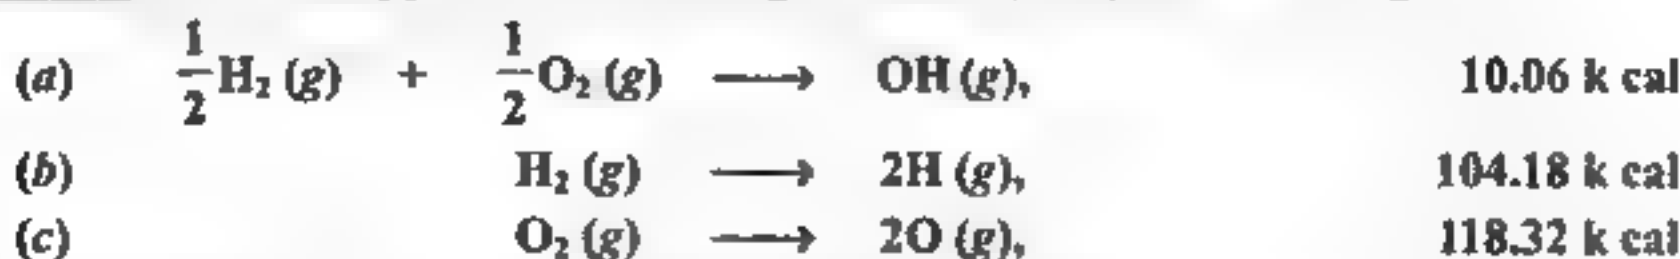 (a) 1/2 H₂ (g) + 1/2 O₂ (g) ⟶ OH (g), 10.06 k cal
(b) H₂ (g) ⟶ 2H (g), 104.18 k cal
(c) O₂ (g) ⟶ 2O (g), 118.32 k cal